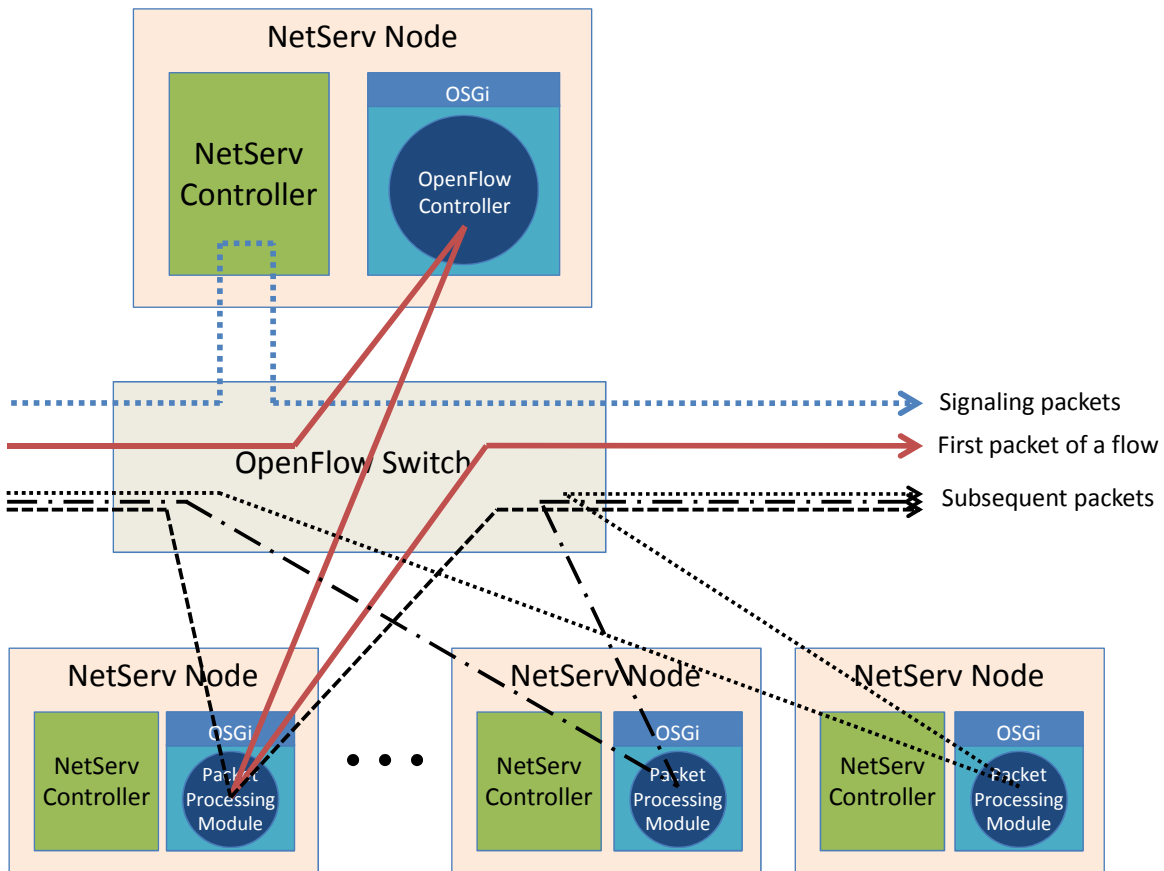 NetServ Node
NetServ
Controller
OSGi
OpenFlow
Controller
OpenFlow Switch
Signaling packets
First packet of a flow
Subsequent packets
NetServ Node
NetServ
Controller
OSGi
Packet
Processing
Module
NetServ Node
NetServ
Controller
OSGi
Packet
Processing
Module
NetServ Node
NetServ
Controller
OSGi
Packet
Processing
Module